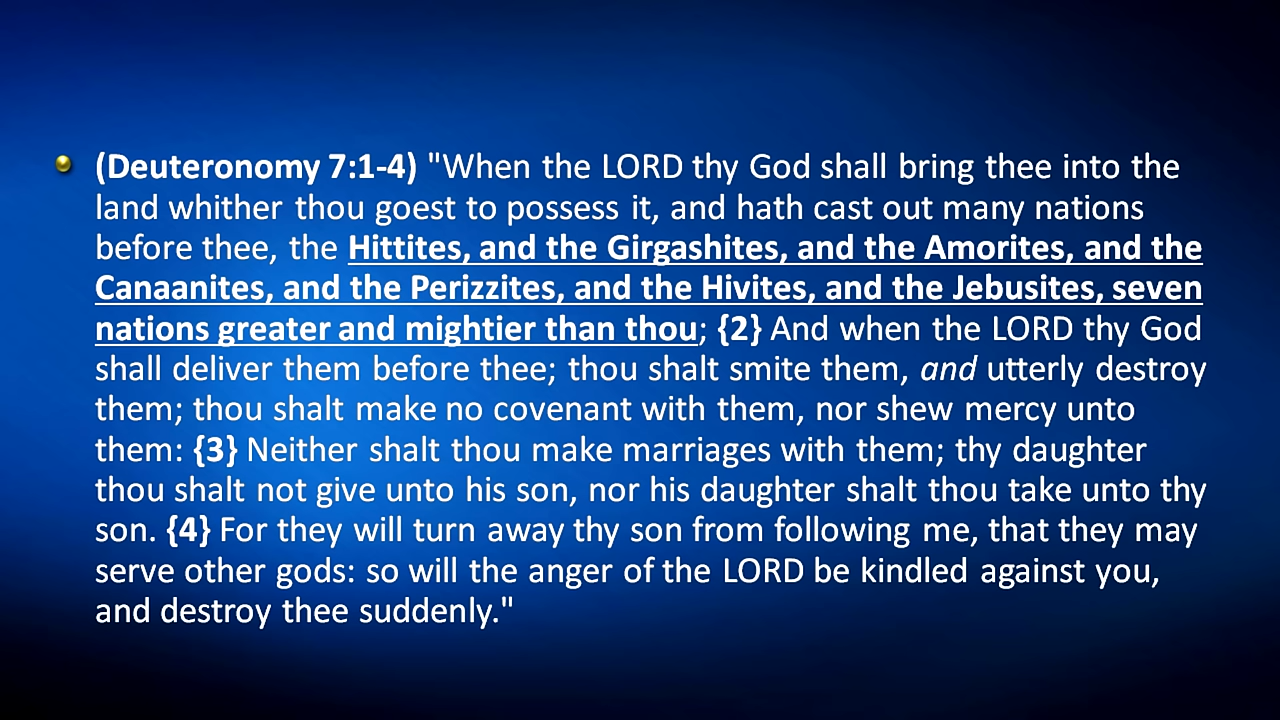 (Deuteronomy 7:1-4) "When the LORD thy God shall bring thee into the
land whither thou goest to possess it, and hath cast out many nations
before thee, the Hittites, and the Girgashites, and the Amorites, and the
Canaanites, and the Perizzites, and the Hivites, and the Jebusites, seven
nations greater and mightier than thou; {2} And when the LORD thy God
shall deliver them before thee; thou shalt smite them, and utterly destroy
them; thou shalt make no covenant with them, nor shew mercy unto
them: {3} Neither shalt thou make marriages with them; thy daughter
thou shalt not give unto his son, nor his daughter shalt thou take unto thy
son. {4} For they will turn away thy son from following me, that they may
serve other gods: so will the anger of the LORD be kindled against you,
and destroy thee suddenly."